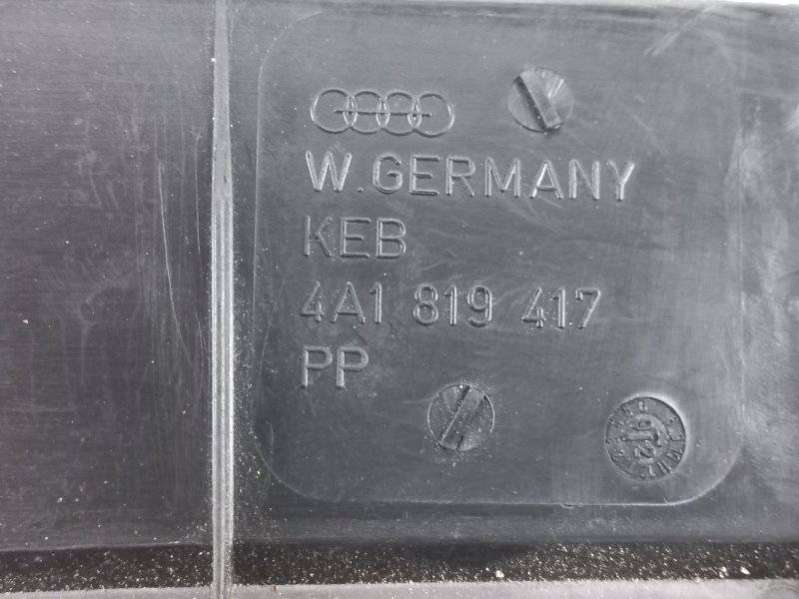 W. GERMANY
KEB
4A1 819 417
PP